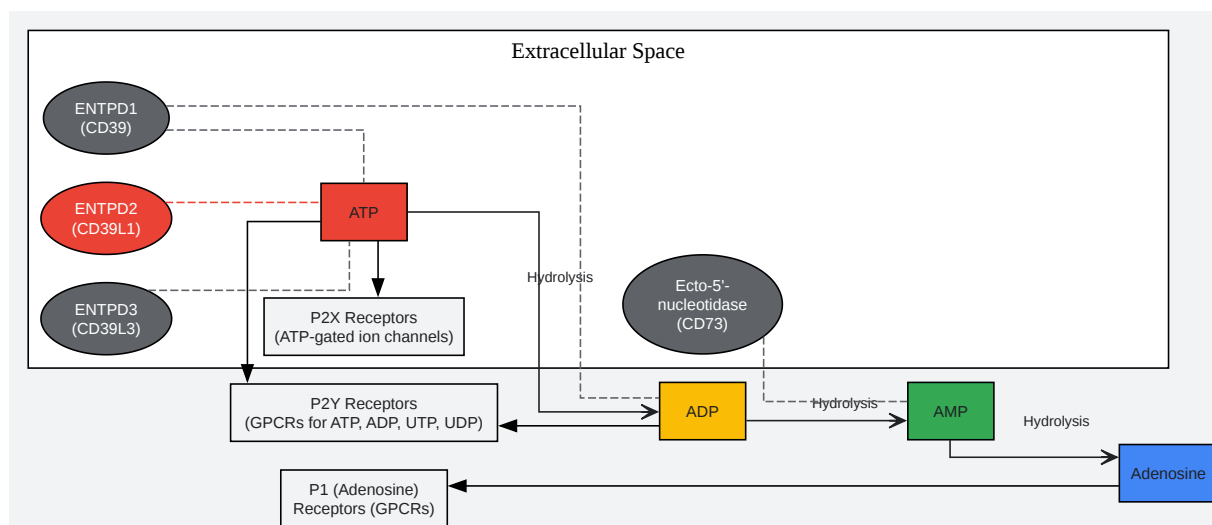 Extracellular Space
ENTPD1
(CD39)
ENTPD2
(CD39L1)
ATP
ENTPD3
(CD39L3)
Hydrolysis
Ecto-5'-
nucleotidase
(CD73)
P2X Receptors
(ATP-gated ion channels)
P2Y Receptors
(GPCRs for ATP, ADP, UTP, UDP)
ADP
Hydrolysis
AMP
Hydrolysis
Adenosine
P1 (Adenosine)
Receptors (GPCRs)